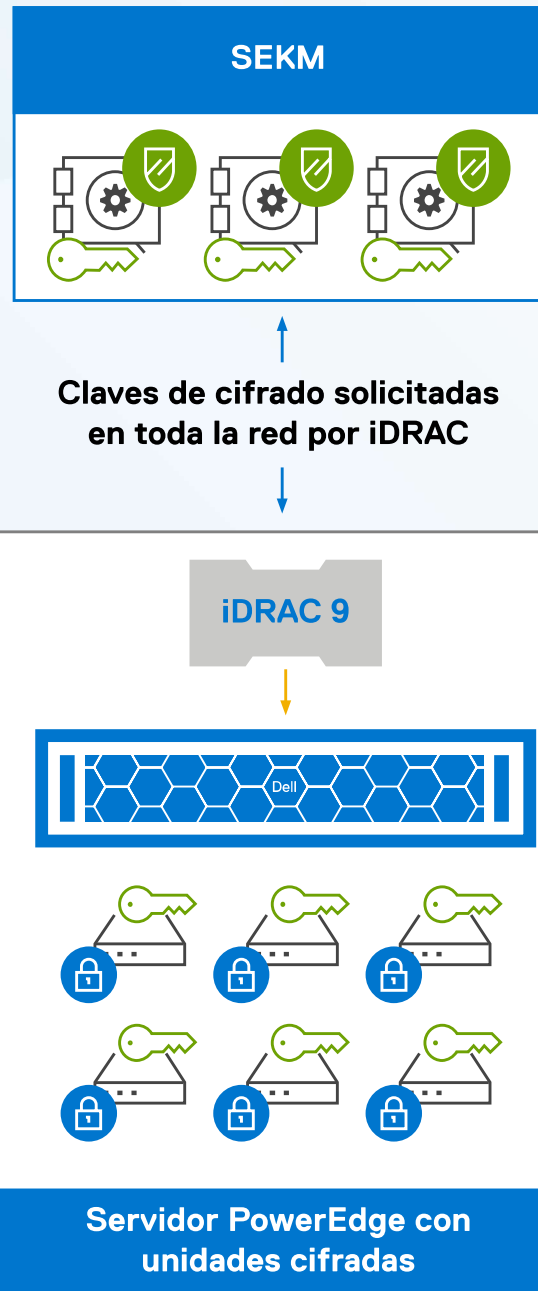 SEKM
Claves de cifrado solicitadas
en toda la red por iDRAC
iDRAC 9
Dell
Servidor PowerEdge con
unidades cifradas